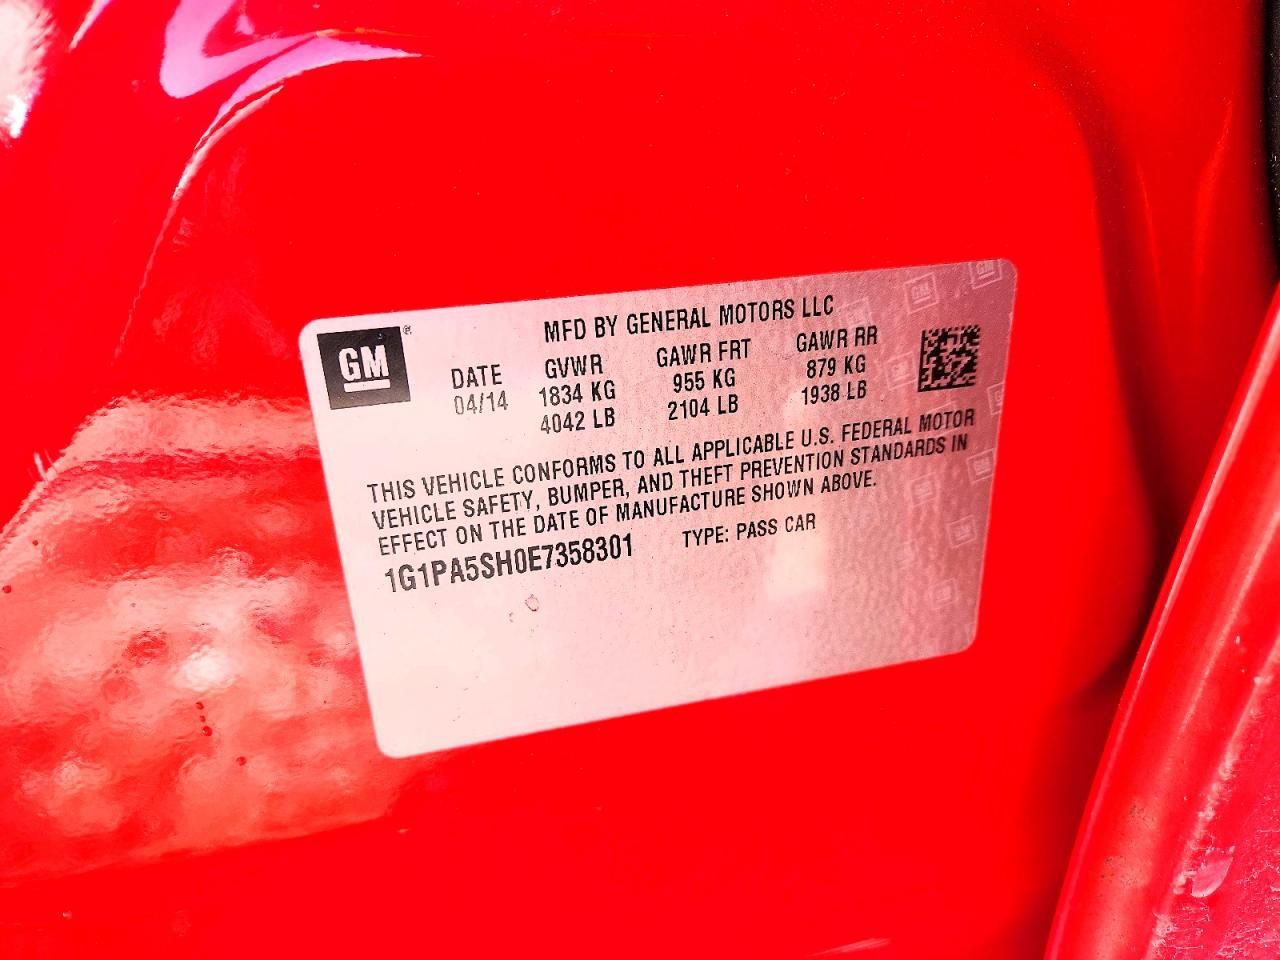 MFD BY GENERAL MOTORS LLC
GM®
DATE GVWR GAWR FRT GAWR RR
04/14 1834 KG 955 KG 879 KG
4042 LB 2104 LB 1938 LB
THIS VEHICLE CONFORMS TO ALL APPLICABLE U.S. FEDERAL MOTOR
VEHICLE SAFETY, BUMPER, AND THEFT PREVENTION STANDARDS IN
EFFECT ON THE DATE OF MANUFACTURE SHOWN ABOVE.
1G1PA5SH0E7358301 TYPE: PASS CAR